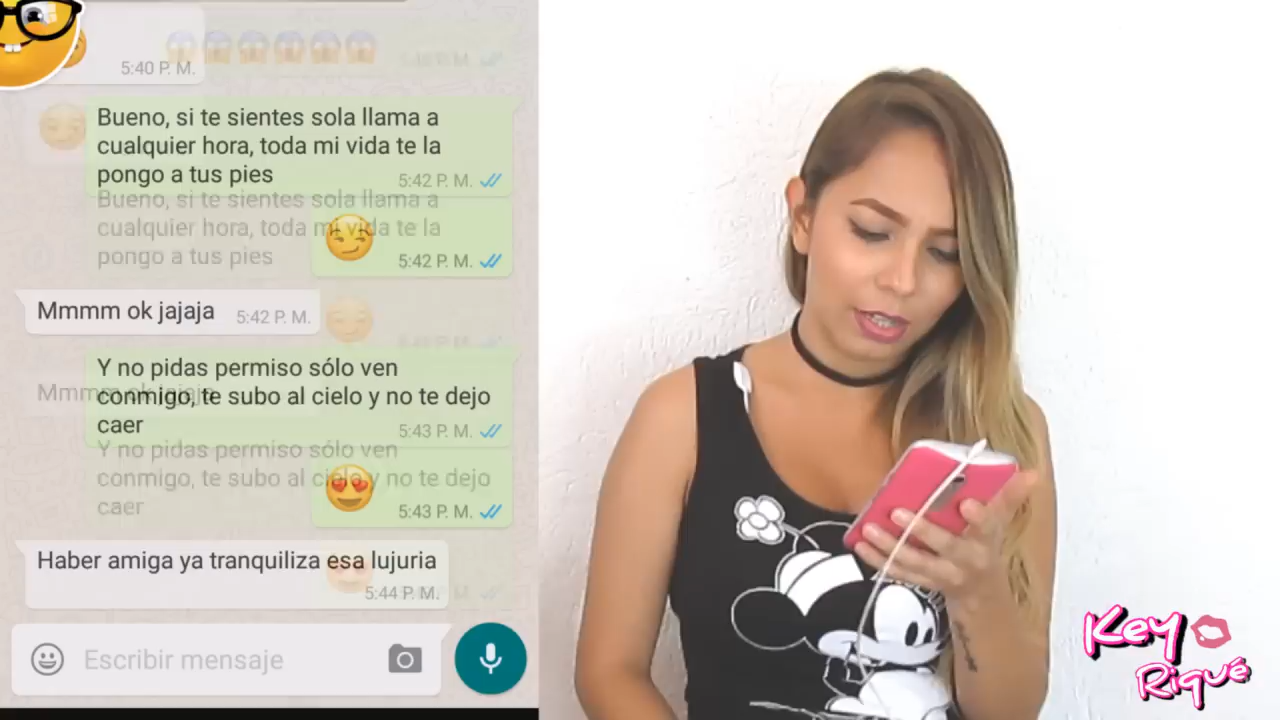 5:40 P. M.
Bueno, si te sientes sola llama a
cualquier hora, toda mi vida te la
pongo a tus pies
5:42 P. M.
Bueno, si te sientes sola llama a
cualquier hora, toda mi vida te la
pongo a tus pies
5:42 P. M.
Mmmm ok jajaja
5:42 P. M.
Y no pidas permiso sólo ven
Mmmm ok jajaja
conmigo, te subo al cielo y no te dejo
caer
5:43 P. M.
Y no pidas permiso sólo ven
conmigo, te subo al cielo y no te dejo
caer
5:43 P. M.
Haber amiga ya tranquiliza esa lujuria
5:44 P. M.
Escribir mensaje
Key
Riqué